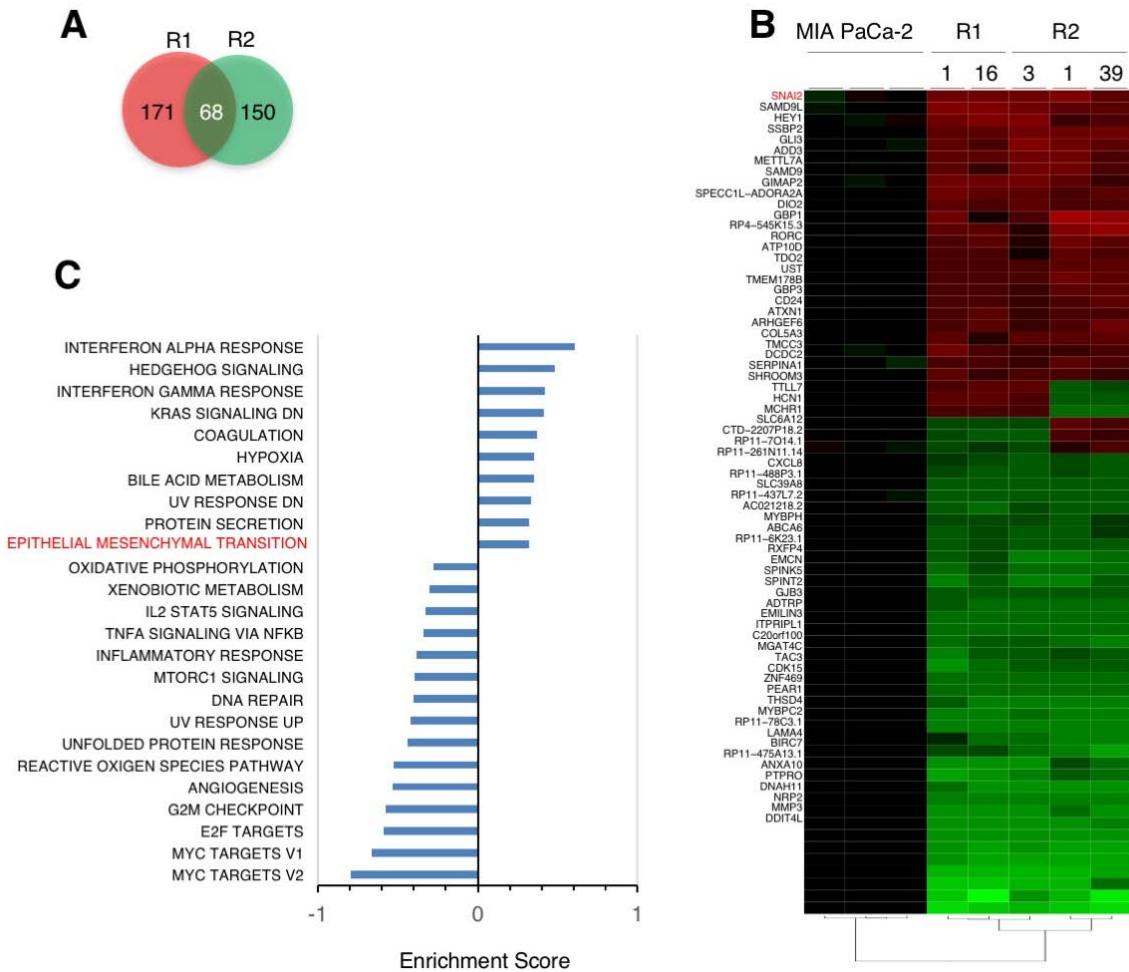 A
R1
R2
171
68
150
B
MIA PaCa-2
R1
R2
1
16
3
1
39
SNAI2
SAMD9L
HEY1
SSBP2
GLI3
ADD3
METTL7A
SAMD9
GIMAP2
SPECC1L-ADORA2A
DIO2
GBP1
RP4-545K15.3
RORC
ATP10D
TDO2
UST
TMEM178B
GBP3
CD24
ATXN1
ARHGEF6
COL5A3
TMCC3
DCDC2
SERPINA1
SHROOM3
TTLL7
HCN1
MCHR1
SLC6A12
CTD-2207P18.2
RP11-7O14.1
RP11-261N11.14
CXCL8
RP11-488P3.1
SLC39A8
RP11-437L7.2
AC021218.2
MYBPH
ABCA6
RP11-6K23.1
RXFP4
EMCN
SPINK5
SPINT2
GJB3
ADTRP
EMILIN3
ITPRIPL1
C20orf100
MGAT4C
TAC3
CDK15
ZNF469
PEAR1
THSD4
MYBPC2
RP11-78C3.1
LAMA4
BIRC7
RP11-475A13.1
ANXA10
PTPRO
DNAH11
NRP2
MMP3
DDIT4L
C
INTERFERON ALPHA RESPONSE
HEDGEHOG SIGNALING
INTERFERON GAMMA RESPONSE
KRAS SIGNALING DN
COAGULATION
HYPOXIA
BILE ACID METABOLISM
UV RESPONSE DN
PROTEIN SECRETION
EPITHELIAL MESENCHYMAL TRANSITION
OXIDATIVE PHOSPHORYLATION
XENOBIOTIC METABOLISM
IL2 STAT5 SIGNALING
TNFA SIGNALING VIA NFKB
INFLAMMATORY RESPONSE
MTORC1 SIGNALING
DNA REPAIR
UV RESPONSE UP
UNFOLDED PROTEIN RESPONSE
REACTIVE OXIGEN SPECIES PATHWAY
ANGIOGENESIS
G2M CHECKPOINT
E2F TARGETS
MYC TARGETS V1
MYC TARGETS V2
-1
0
1
Enrichment Score